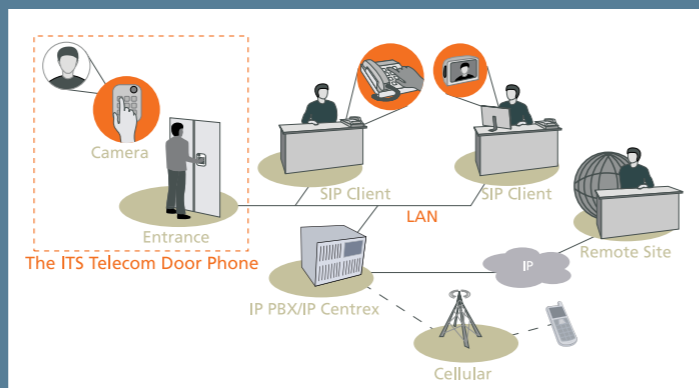 Camera
Entrance
The ITS Telecom Door Phone
SIP Client
SIP Client
LAN
Remote Site
IP
IP PBX/IP Centrex
Cellular